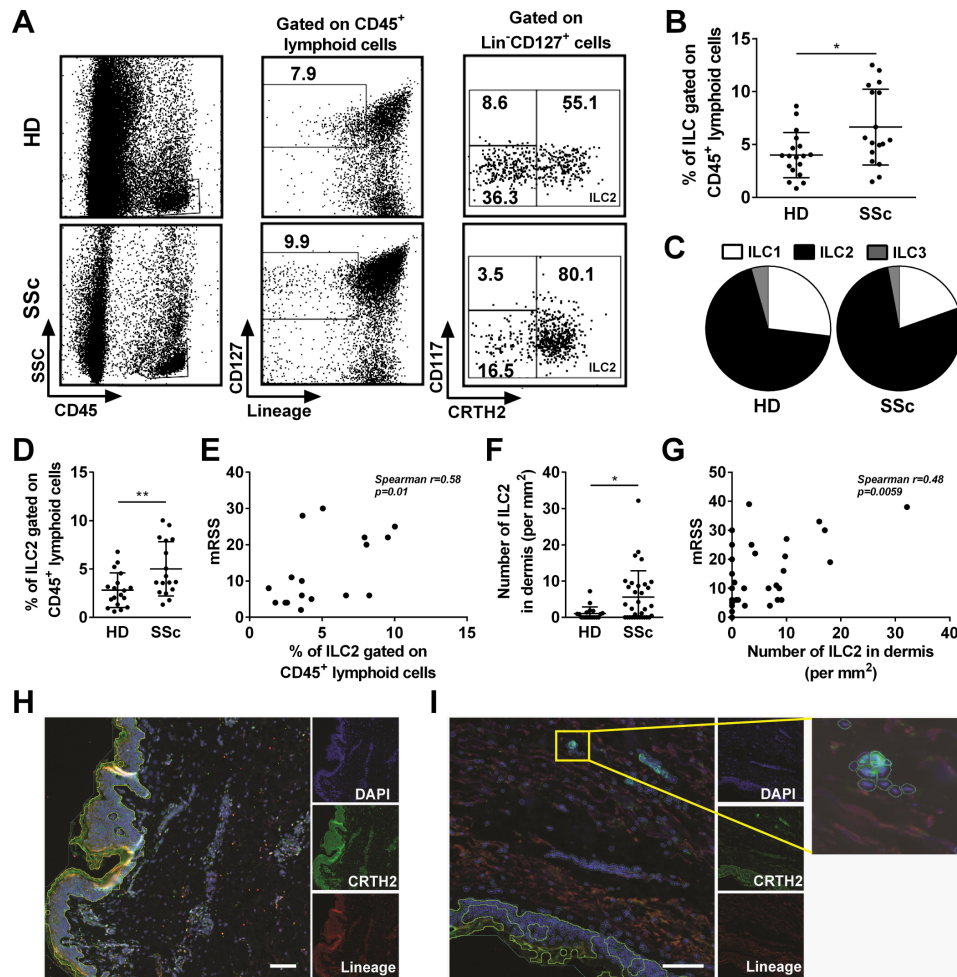 A
Gated on CD45⁺
lymphoid cells
Gated on
Lin⁻CD127⁺ cells
HD
7.9
8.6
55.1
36.3
ILC2
SSc
9.9
3.5
80.1
16.5
ILC2
SSC
CD45
CD127
Lineage
CD117
CRTH2
B
% of ILC gated on
CD45⁺ lymphoid cells
15
10
5
0
*
HD
SSc
C
ILC1
ILC2
ILC3
HD
SSc
D
% of ILC2 gated on
CD45⁺ lymphoid cells
15
10
5
0
**
HD
SSc
E
mRSS
50
40
30
20
10
0
0
5
10
15
Spearman r=0.58
p=0.01
% of ILC2 gated on
CD45⁺ lymphoid cells
F
Number of ILC2
in dermis (per mm²)
40
30
20
10
0
*
HD
SSc
G
mRSS
50
40
30
20
10
0
0
10
20
30
40
Spearman r=0.48
p=0.0059
Number of ILC2 in dermis
(per mm²)
H
DAPI
CRTH2
Lineage
I
DAPI
CRTH2
Lineage